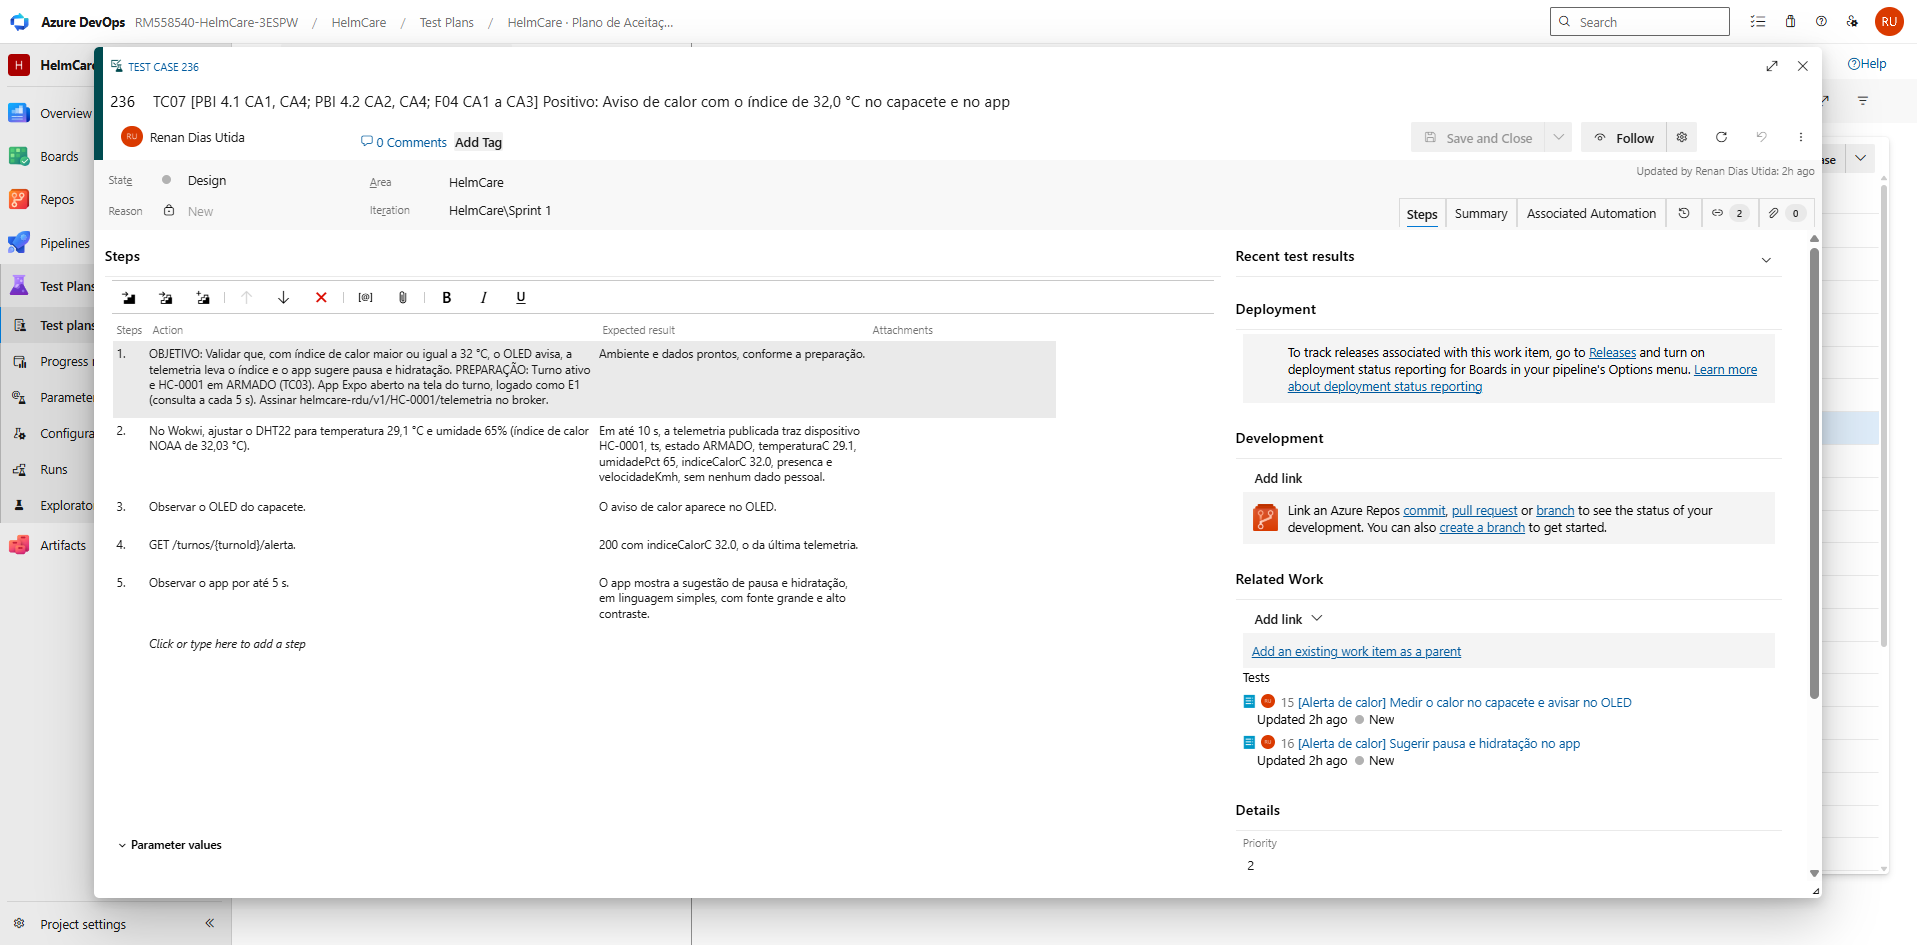 Azure DevOps RM558540-HelmCare-3ESPW / HelmCare / Test Plans / HelmCare · Plano de Aceitaç...
Search
RU
H HelmCare
Help
Overview
Boards
Repos
Pipelines
Test Plans
Test plans
Progress r
Parameter
Configura
Runs
Explorato
Artifacts
Project settings
TEST CASE 236
236 TC07 [PBI 4.1 CA1, CA4; PBI 4.2 CA2, CA4; F04 CA1 a CA3] Positivo: Aviso de calor com o índice de 32,0 °C no capacete e no app
RU Renan Dias Utida
0 Comments Add Tag
Save and Close
Follow
State Design
Area HelmCare
Updated by Renan Dias Utida: 2h ago
Reason New
Iteration HelmCare\Sprint 1
Steps Summary Associated Automation 2 0
ase
Steps
B I U
Steps Action Expected result Attachments
1. OBJETIVO: Validar que, com índice de calor maior ou igual a 32 °C, o OLED avisa, a
telemetria leva o índice e o app sugere pausa e hidratação. PREPARAÇÃO: Turno ativo
e HC-0001 em ARMADO (TC03). App Expo aberto na tela do turno, logado como E1
(consulta a cada 5 s). Assinar helmcare-rdu/v1/HC-0001/telemetria no broker.
Ambiente e dados prontos, conforme a preparação.
2. No Wokwi, ajustar o DHT22 para temperatura 29,1 °C e umidade 65% (índice de calor
NOAA de 32,03 °C).
Em até 10 s, a telemetria publicada traz dispositivo
HC-0001, ts, estado ARMADO, temperaturaC 29.1,
umidadePct 65, indiceCalorC 32.0, presenca e
velocidadeKmh, sem nenhum dado pessoal.
3. Observar o OLED do capacete.
O aviso de calor aparece no OLED.
4. GET /turnos/{turnoId}/alerta.
200 com indiceCalorC 32.0, o da última telemetria.
5. Observar o app por até 5 s.
O app mostra a sugestão de pausa e hidratação,
em linguagem simples, com fonte grande e alto
contraste.
Click or type here to add a step
Parameter values
Recent test results
Deployment
To track releases associated with this work item, go to Releases and turn on
deployment status reporting for Boards in your pipeline's Options menu. Learn more
about deployment status reporting
Development
Add link
Link an Azure Repos commit, pull request or branch to see the status of your
development. You can also create a branch to get started.
Related Work
Add link
Add an existing work item as a parent
Tests
RU 15 [Alerta de calor] Medir o calor no capacete e avisar no OLED
Updated 2h ago New
RU 16 [Alerta de calor] Sugerir pausa e hidratação no app
Updated 2h ago New
Details
Priority
2